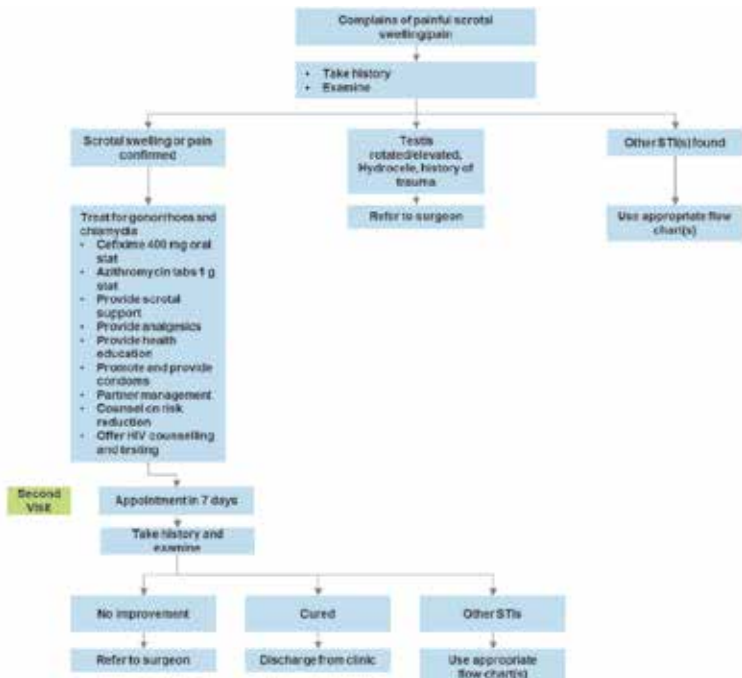 Complains of painful scrotal
swelling/pain
• Take history
• Examine
Scrotal swelling or pain
confirmed
Testis
rotated/elevated,
Hydrocele, history of
trauma
Other STI(s) found
Treat for gonorrhoea and
chlamydia
• Cefixime 400 mg oral
stat
• Azithromycin tabs 1 g
stat
• Provide scrotal
support
• Provide analgesics
• Provide health
education
• Promote and provide
condoms
• Partner management
• Counsel on risk
reduction
• Offer HIV counselling
and testing
Refer to surgeon
Use appropriate flow
chart(s)
Second
Visit
Appointment in 7 days
Take history and
examine
No improvement
Cured
Other STIs
Refer to surgeon
Discharge from clinic
Use appropriate
flow chart(s)